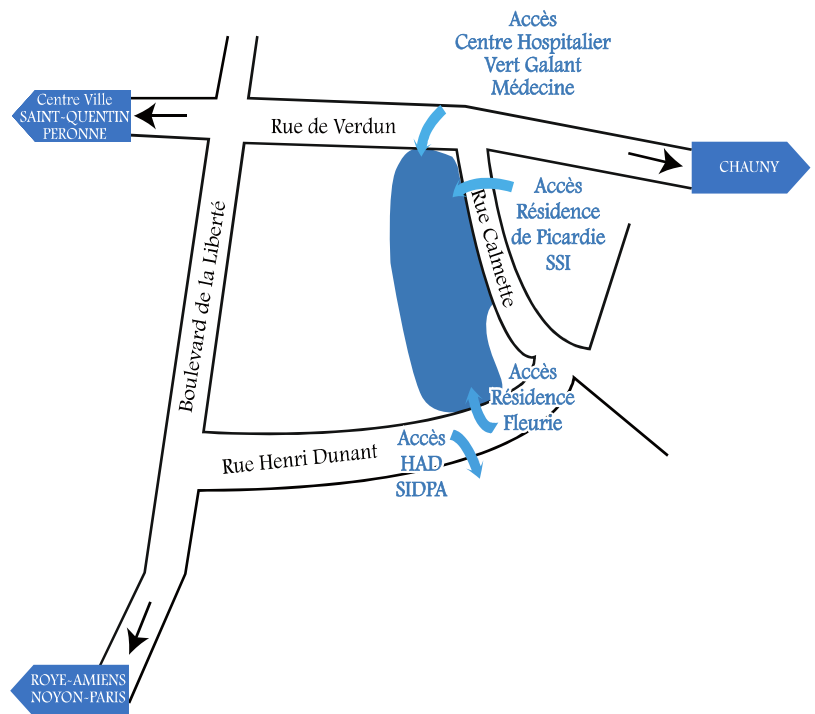 Accès
Centre Hospitalier
Vert Galant
Médecine
Centre Ville
SAINT-QUENTIN
PERONNE
Rue de Verdun
CHAUNY
Accès
Résidence
de Picardie
SSI
Rue Calmette
Boulevard de la Liberté
Accès
Résidence
Fleurie
Rue Henri Dunant
Accès
HAD
SIDPA
ROYE-AMIENS
NOYON-PARIS